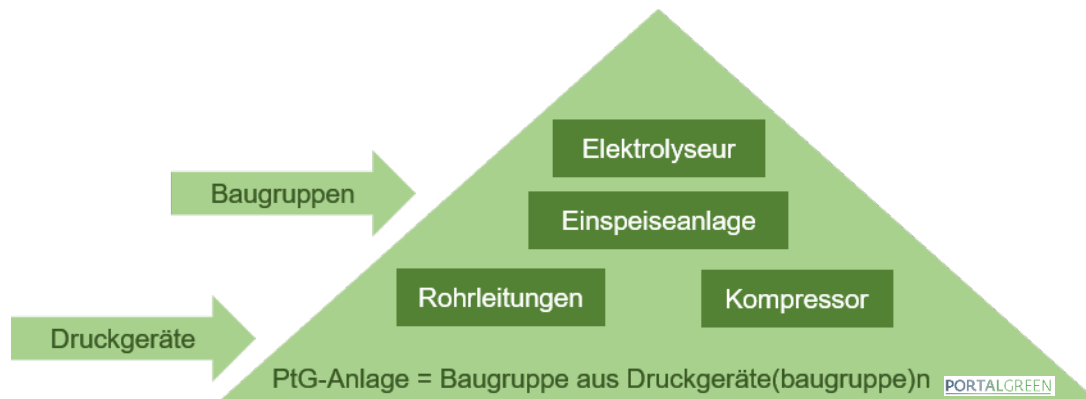 Elektrolyseur
Baugruppen
Einspeiseanlage
Rohrleitungen
Kompressor
Druckgeräte
PtG-Anlage = Baugruppe aus Druckgeräte(baugruppe)n
PORTALGREEN